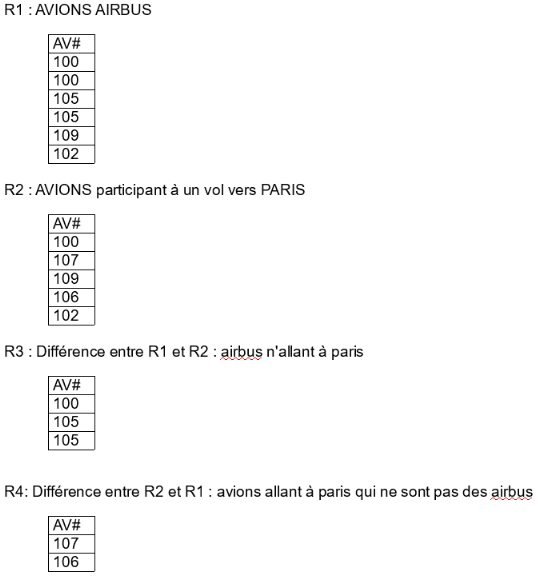 R1 : AVIONS AIRBUS
AV#
100
100
105
105
109
102
R2 : AVIONS participant à un vol vers PARIS
AV#
100
107
109
106
102
R3 : Différence entre R1 et R2 : airbus n'allant à paris
AV#
100
105
105
R4: Différence entre R2 et R1 : avions allant à paris qui ne sont pas des airbus
AV#
107
106